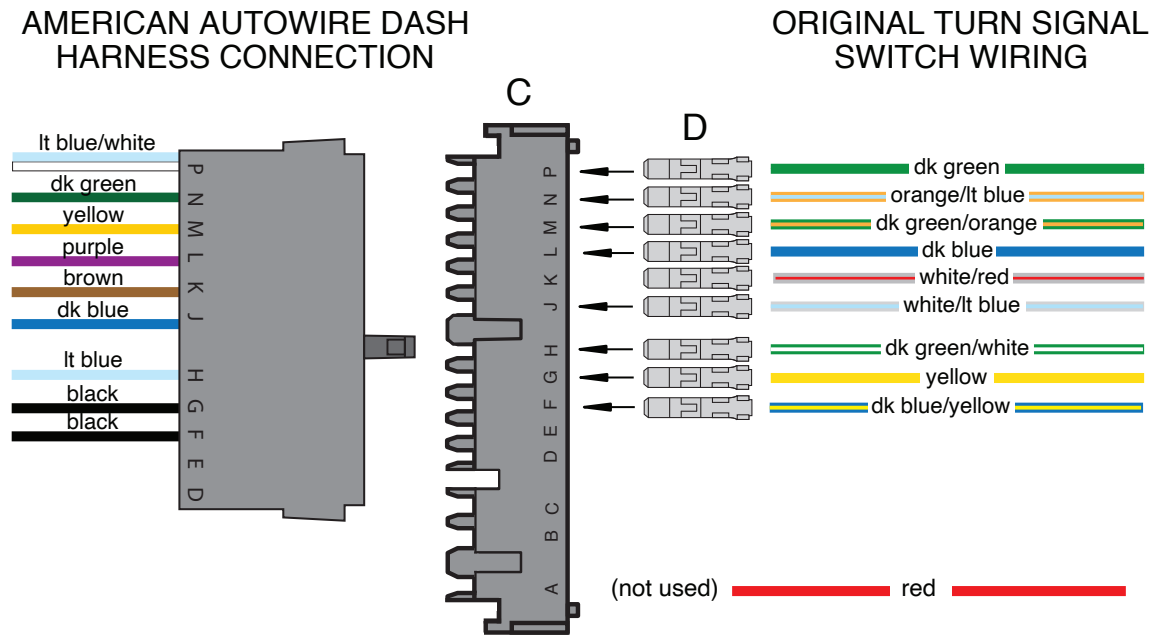 AMERICAN AUTOWIRE DASH
HARNESS CONNECTION
ORIGINAL TURN SIGNAL
SWITCH WIRING
C
D
lt blue/white
dk green
yellow
purple
brown
dk blue
lt blue
black
black
P
N
M
L
K
J
H
G
F
E
D
P
N
M
L
K
J
H
G
F
E
D
C
B
A
dk green
orange/lt blue
dk green/orange
dk blue
white/red
white/lt blue
dk green/white
yellow
dk blue/yellow
(not used) red